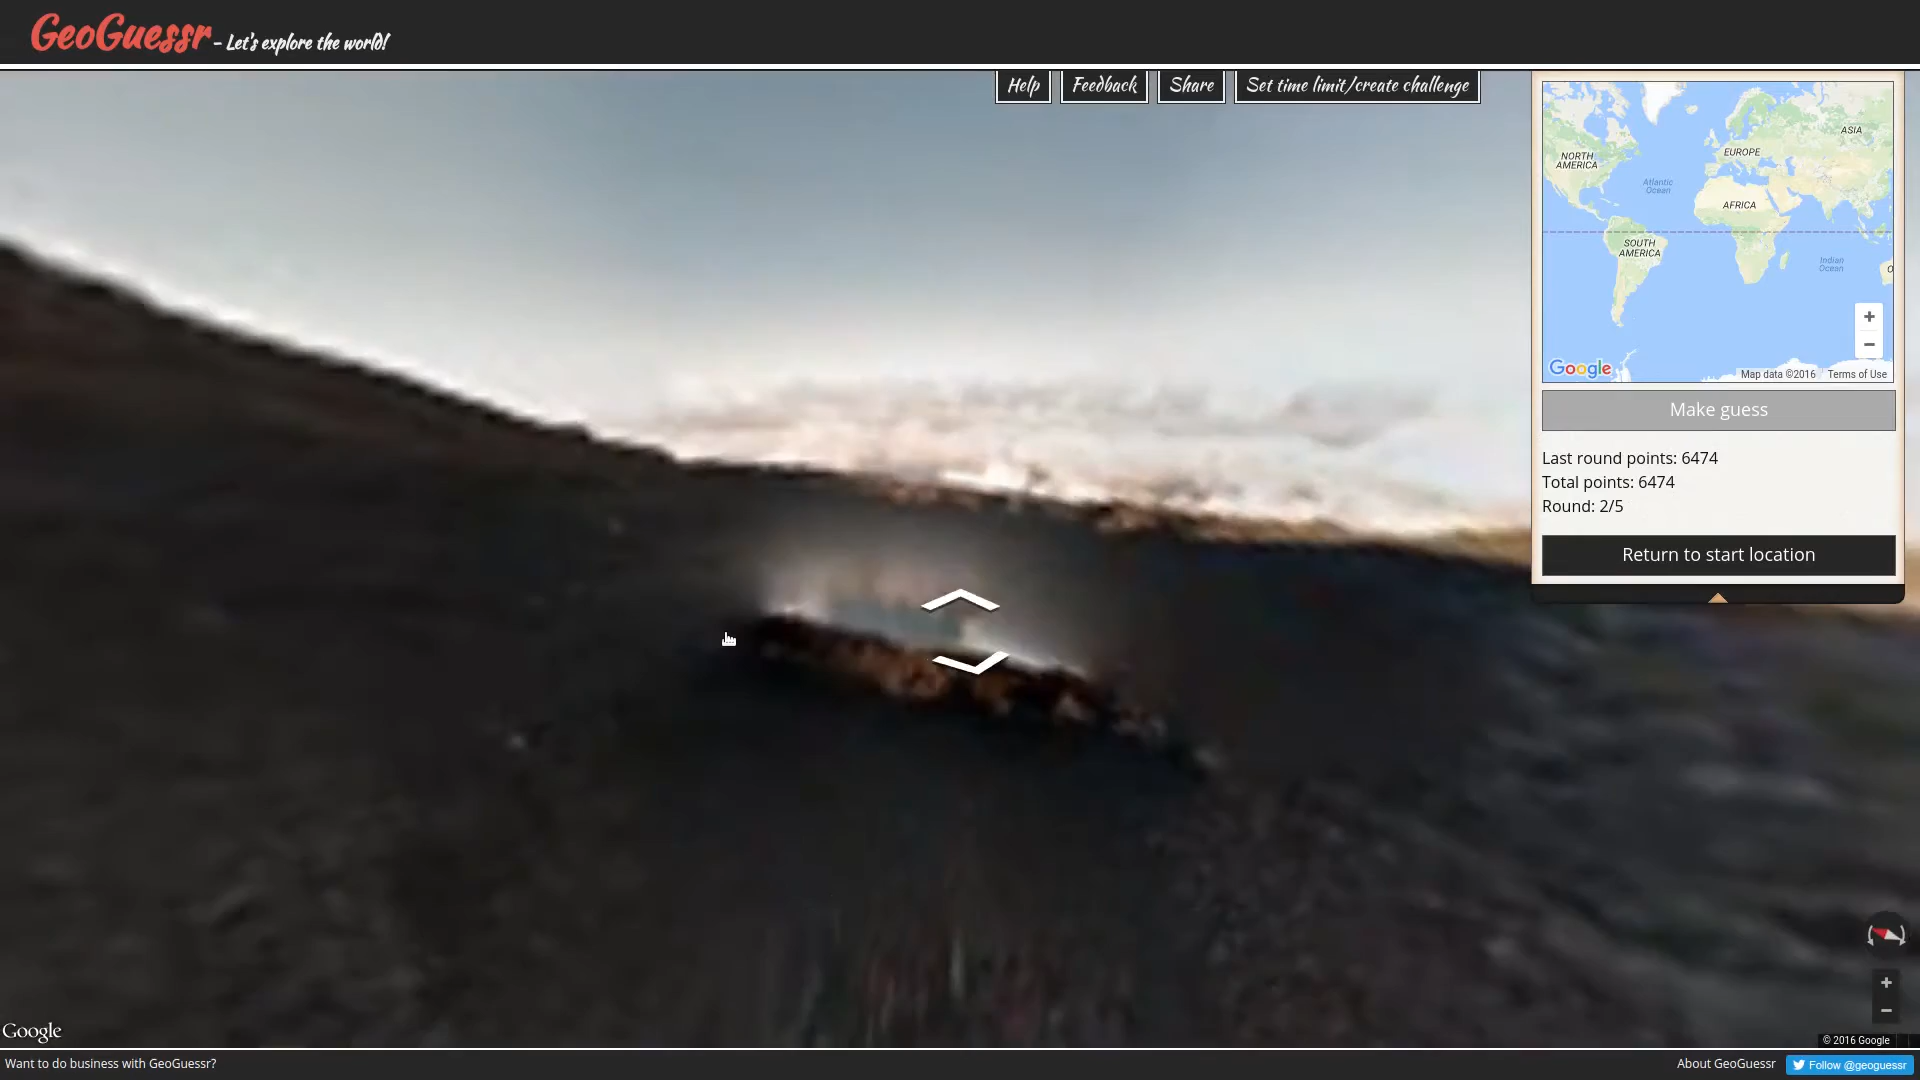 GeoGuessr - Let's explore the world!
Help
Feedback
Share
Set time limit/create challenge
NORTH AMERICA
EUROPE
ASIA
Atlantic Ocean
AFRICA
SOUTH AMERICA
Indian Ocean
O
+
−
Google
Map data ©2016
Terms of Use
Make guess
Last round points: 6474
Total points: 6474
Round: 2/5
Return to start location
+
−
Google
© 2016 Google
Want to do business with GeoGuessr?
About GeoGuessr
Follow @geoguessr